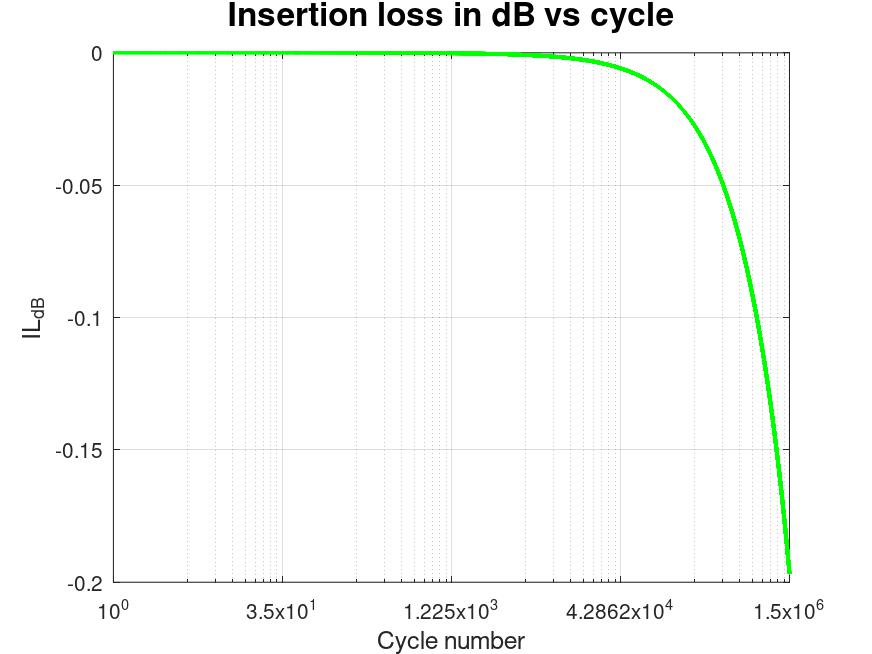 Insertion loss in dB vs cycle
0
-0.05
-0.1
-0.15
-0.2
IL_dB
10^0 3.5x10^1 1.225x10^3 4.2862x10^4 1.5x10^6
Cycle number